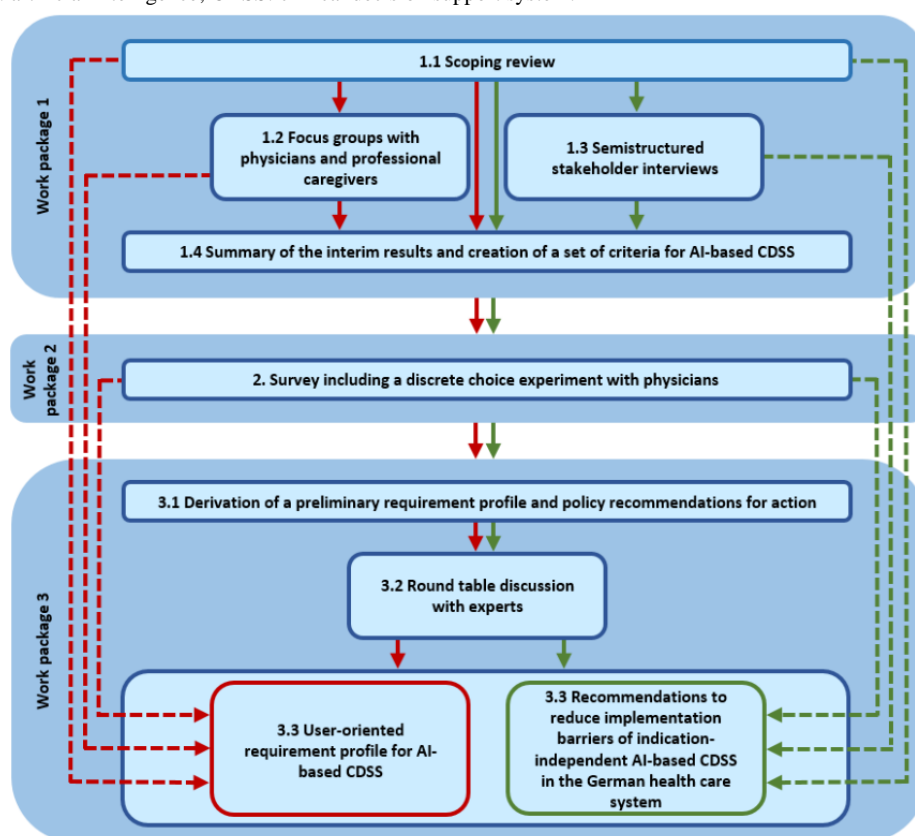 1.1 Scoping review
Work package 1
1.2 Focus groups with
physicians and professional
caregivers
1.3 Semistructured
stakeholder interviews
1.4 Summary of the interim results and creation of a set of criteria for AI-based CDSS
Work
package 2
2. Survey including a discrete choice experiment with physicians
Work package 3
3.1 Derivation of a preliminary requirement profile and policy recommendations for action
3.2 Round table discussion
with experts
3.3 User-oriented
requirement profile for AI-
based CDSS
3.3 Recommendations to
reduce implementation
barriers of indication-
independent AI-based CDSS
in the German health care
system